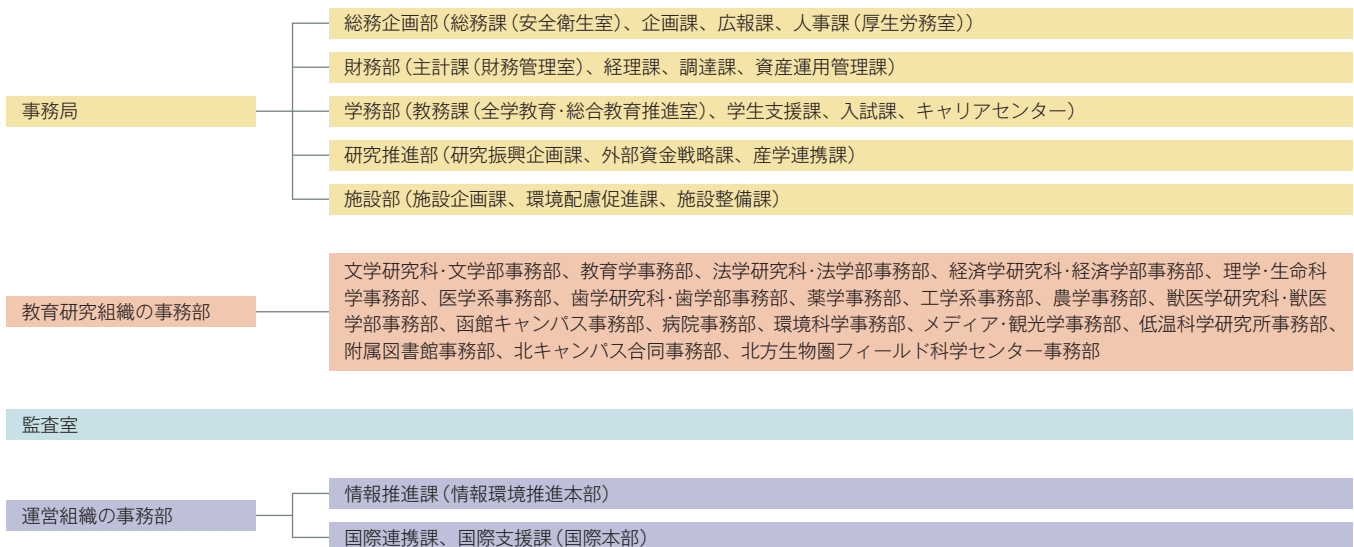 総務企画部（総務課（安全衛生室）、企画課、広報課、人事課（厚生労務室））
財務部（主計課（財務管理室）、経理課、調達課、資産運用管理課）
事務局
学務部（教務課（全学教育・総合教育推進室）、学生支援課、入試課、キャリアセンター）
研究推進部（研究振興企画課、外部資金戦略課、産学連携課）
施設部（施設企画課、環境配慮促進課、施設整備課）
教育研究組織の事務部
文学研究科・文学部事務部、教育学事務部、法学研究科・法学部事務部、経済学研究科・経済学部事務部、理学・生命科
学事務部、医学系事務部、歯学研究科・歯学部事務部、薬学事務部、工学系事務部、農学事務部、獣医学研究科・獣医
学部事務部、函館キャンパス事務部、病院事務部、環境科学事務部、メディア・観光学事務部、低温科学研究所事務部、
附属図書館事務部、北キャンパス合同事務部、北方生物圏フィールド科学センター事務部
監査室
運営組織の事務部
情報推進課（情報環境推進本部）
国際連携課、国際支援課（国際本部）